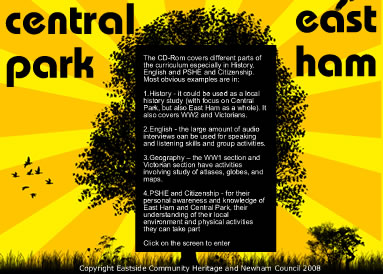 central
park
east
ham
The CD-Rom covers different parts of
the curriculum especially in History,
English and PSHE and Citizenship.
Most obvious examples are in:
1.History - it could be used as a local
history study (with focus on Central
Park, but also East Ham as a whole). It
also covers WW2 and Victorians.
2.English - the large amount of audio
interviews can be used for speaking
and listening skills and group activities.
3.Geography – the WW1 section and
Victorian section have activities
involving study of atlases, globes, and
maps.
4.PSHE and Citizenship - for their
personal awareness and knowledge of
East Ham and Central Park, their
understanding of their local
environment and physical activities
they can take part
Click on the screen to enter
Copyright Eastside Community Heritage and Newham Council 2008